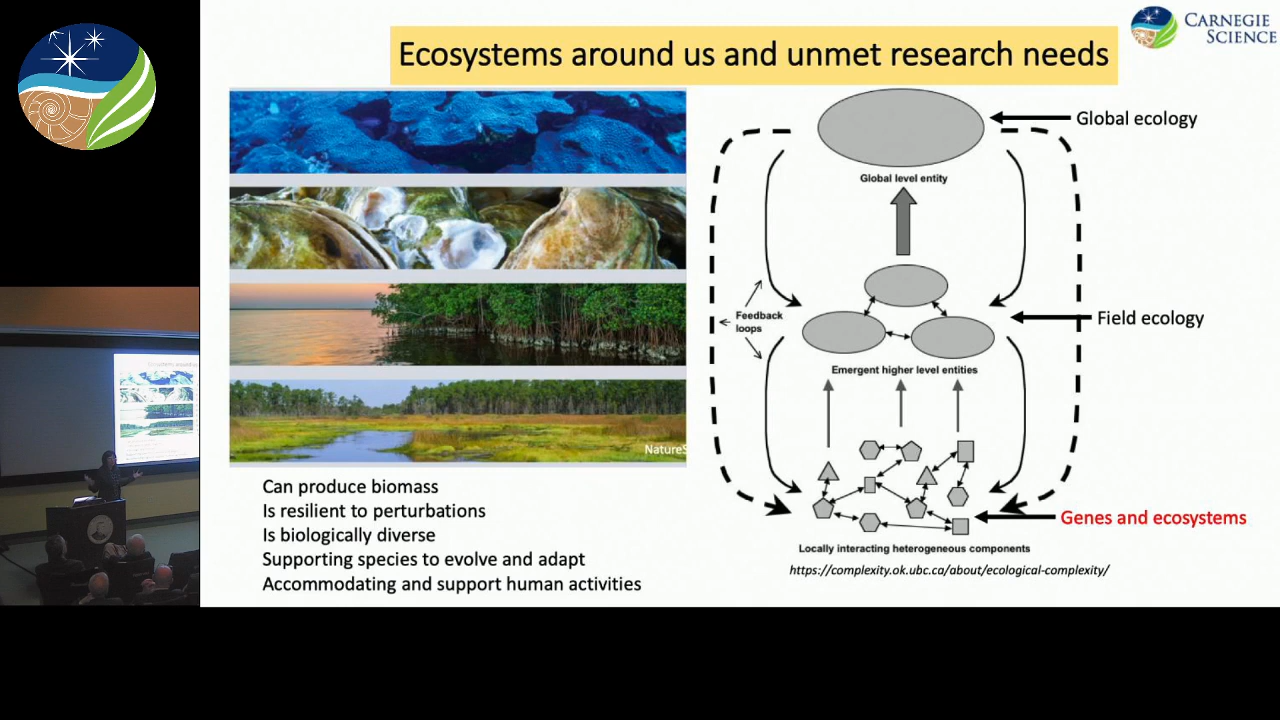 Ecosystems around us and unmet research needs
CARNEGIE
SCIENCE
Global ecology
Global level entity
Feedback
loops
Field ecology
Emergent higher level entities
NatureS
Can produce biomass
Is resilient to perturbations
Is biologically diverse
Supporting species to evolve and adapt
Accommodating and support human activities
Genes and ecosystems
Locally interacting heterogeneous components
https://complexity.ok.ubc.ca/about/ecological-complexity/